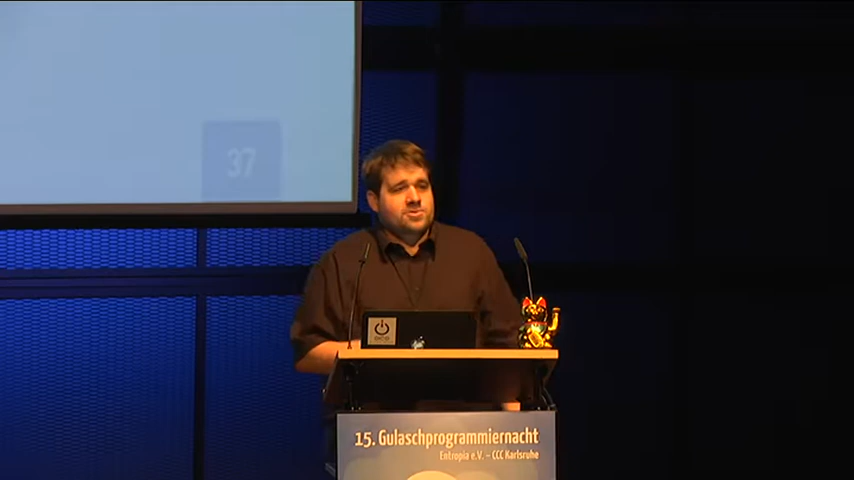 37
15. Gulaschprogrammiernacht
Entropia e.V. – CCC Karlsruhe